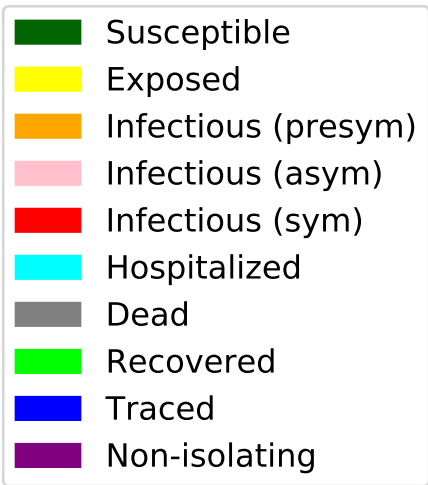 Susceptible
Exposed
Infectious (presym)
Infectious (asym)
Infectious (sym)
Hospitalized
Dead
Recovered
Traced
Non-isolating